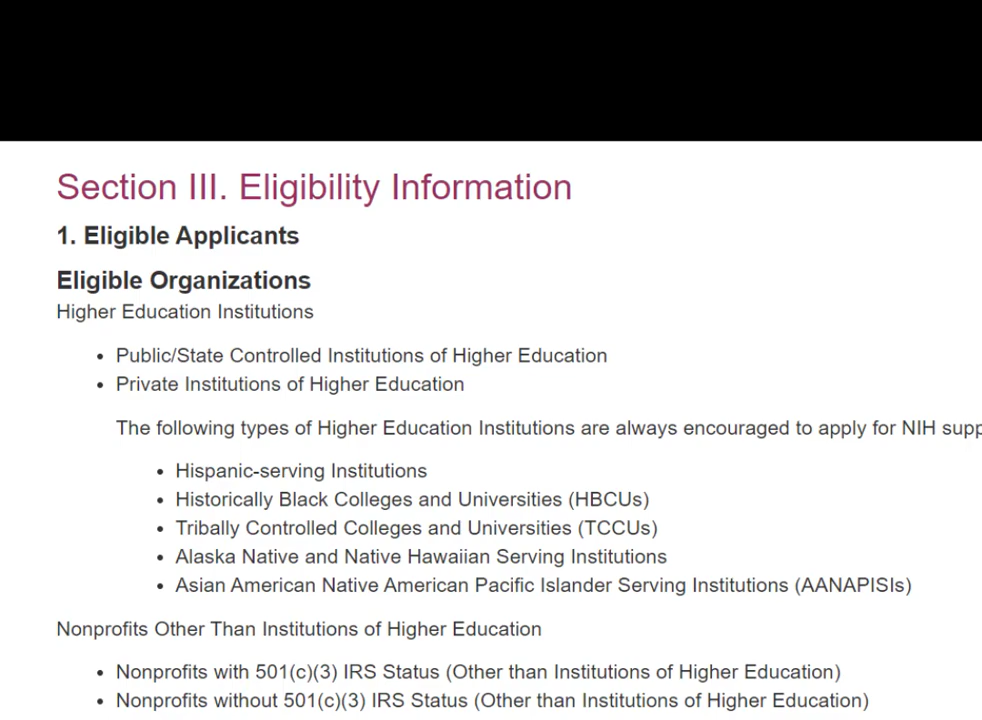 Section III. Eligibility Information
1. Eligible Applicants
Eligible Organizations
Higher Education Institutions
• Public/State Controlled Institutions of Higher Education
• Private Institutions of Higher Education
The following types of Higher Education Institutions are always encouraged to apply for NIH supp
• Hispanic-serving Institutions
• Historically Black Colleges and Universities (HBCUs)
• Tribally Controlled Colleges and Universities (TCCUs)
• Alaska Native and Native Hawaiian Serving Institutions
• Asian American Native American Pacific Islander Serving Institutions (AANAPISIs)
Nonprofits Other Than Institutions of Higher Education
• Nonprofits with 501(c)(3) IRS Status (Other than Institutions of Higher Education)
• Nonprofits without 501(c)(3) IRS Status (Other than Institutions of Higher Education)